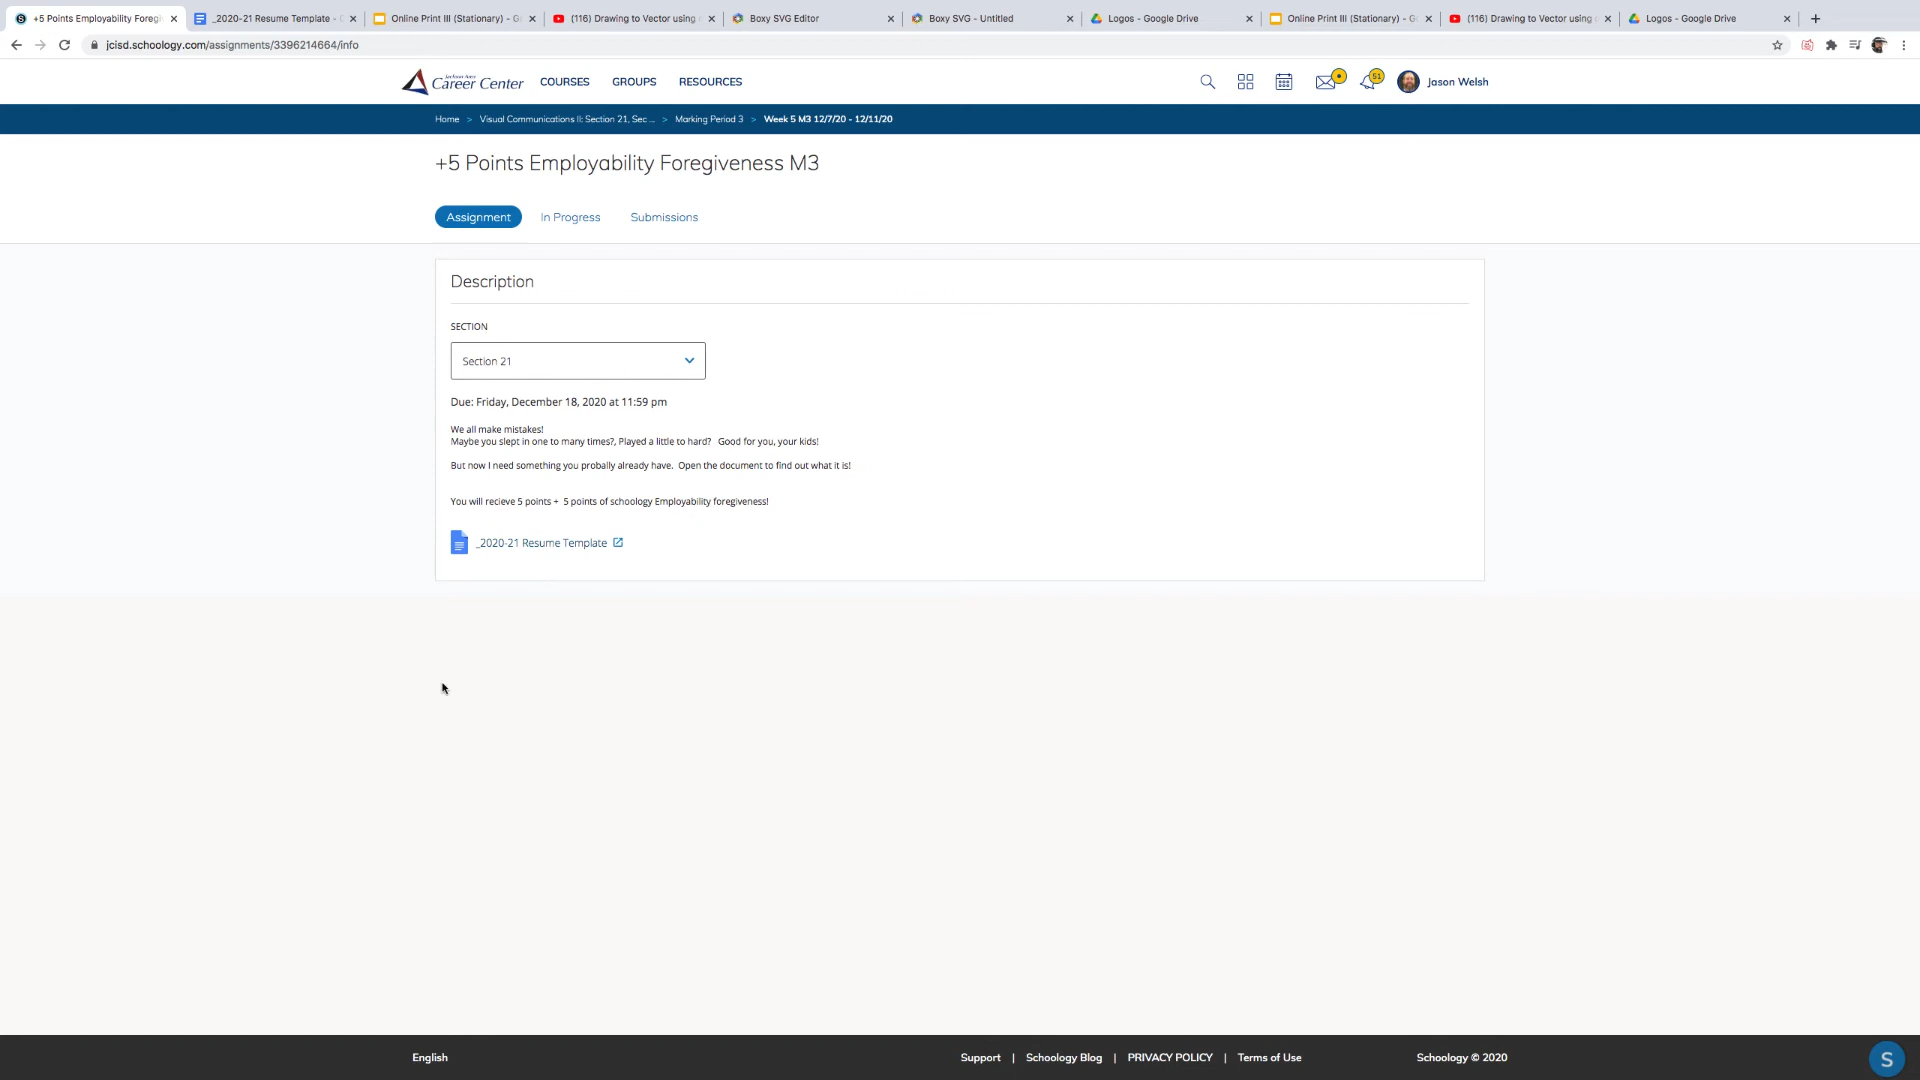 +5 Points Employability Foregi
_2020-21 Resume Template -
Online Print III (Stationary) - G
(116) Drawing to Vector using
Boxy SVG Editor
Boxy SVG - Untitled
Logos - Google Drive
Online Print III (Stationary) - G
(116) Drawing to Vector using
Logos - Google Drive
jcisd.schoology.com/assignments/3396214664/info
Jackson Area
Career Center
COURSES
GROUPS
RESOURCES
51
Jason Welsh
Home > Visual Communications II: Section 21, Sec ... > Marking Period 3 > Week 5 M3 12/7/20 - 12/11/20
+5 Points Employability Foregiveness M3
Assignment
In Progress
Submissions
Description
SECTION
Section 21
Due: Friday, December 18, 2020 at 11:59 pm
We all make mistakes!
Maybe you slept in one to many times?, Played a little to hard? Good for you, your kids!
But now I need something you probally already have. Open the document to find out what it is!
You will recieve 5 points + 5 points of schoology Employability foregiveness!
_2020-21 Resume Template
English
Support | Schoology Blog | PRIVACY POLICY | Terms of Use
Schoology © 2020
S